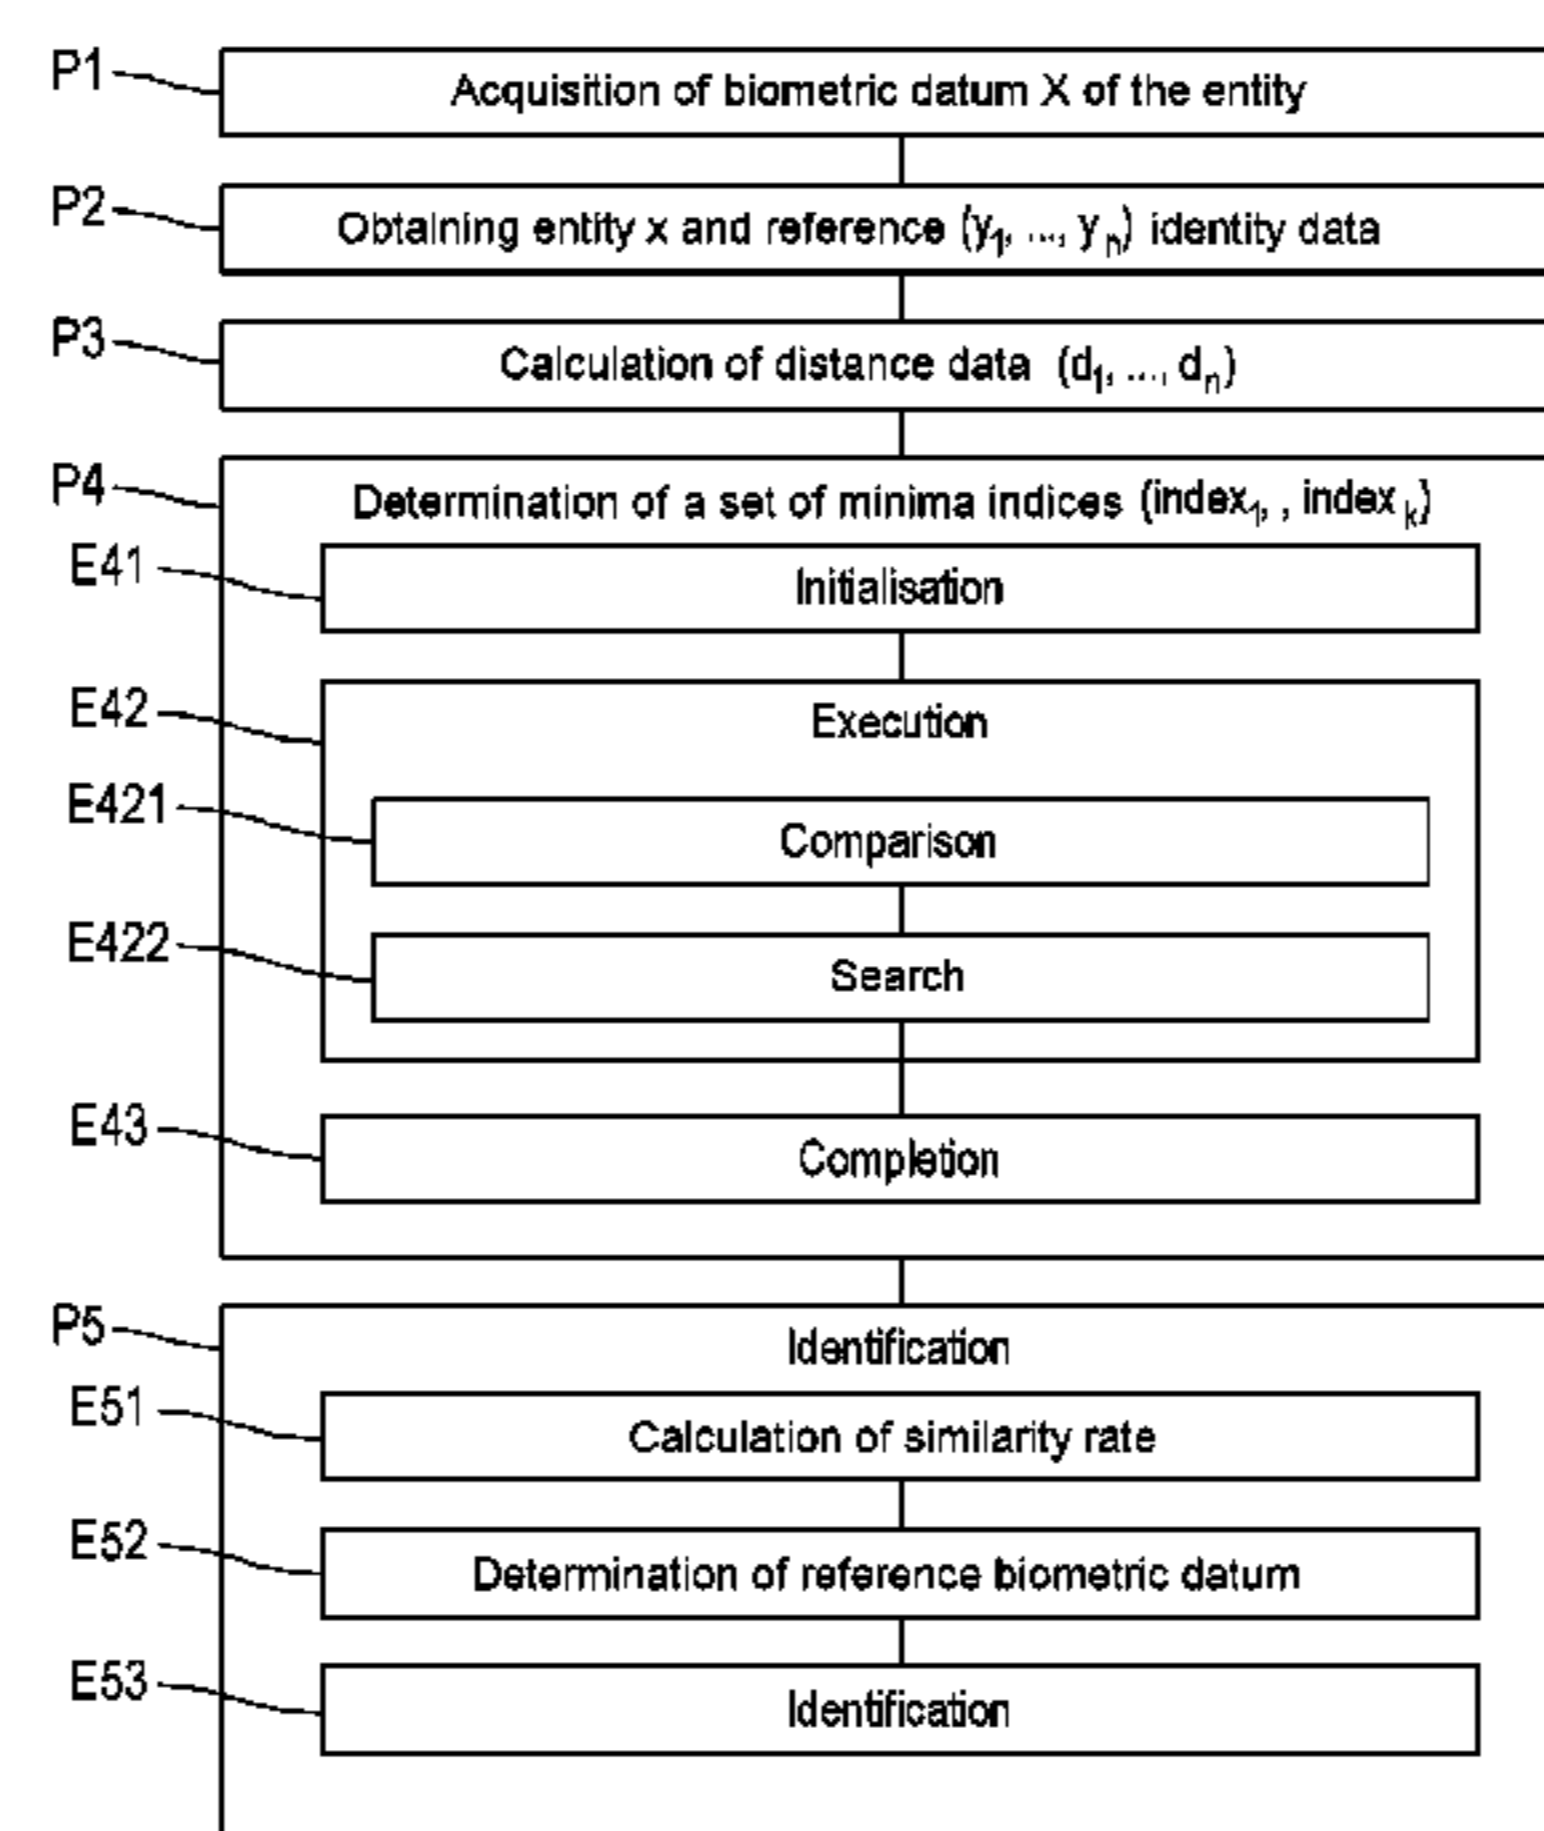 P1 Acquisition of biometric datum X of the entity
P2 Obtaining entity x and reference (y₁, ..., yₙ) identity data
P3 Calculation of distance data (d₁, ..., dₙ)
P4 Determination of a set of minima indices (index₁, , indexₖ)
E41 Initialisation
E42 Execution
E421 Comparison
E422 Search
E43 Completion
P5 Identification
E51 Calculation of similarity rate
E52 Determination of reference biometric datum
E53 Identification